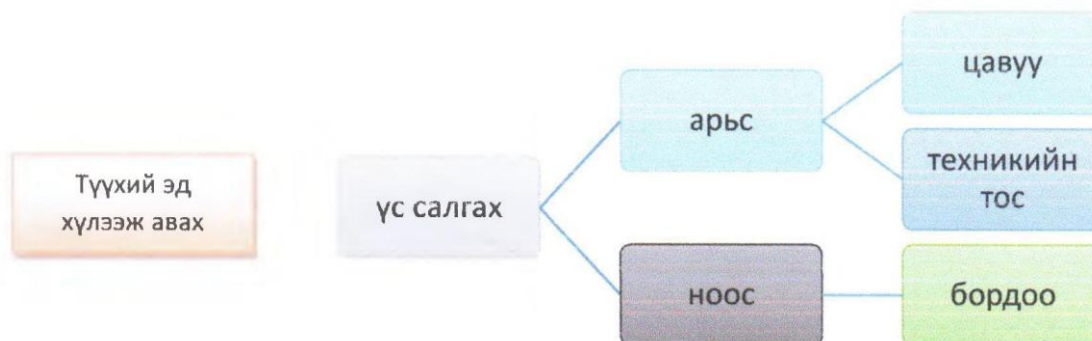 Түүхий эд
хүлээж авах
үс салгах
арьс
ноос
цавуу
техникийн
тос
бордоо